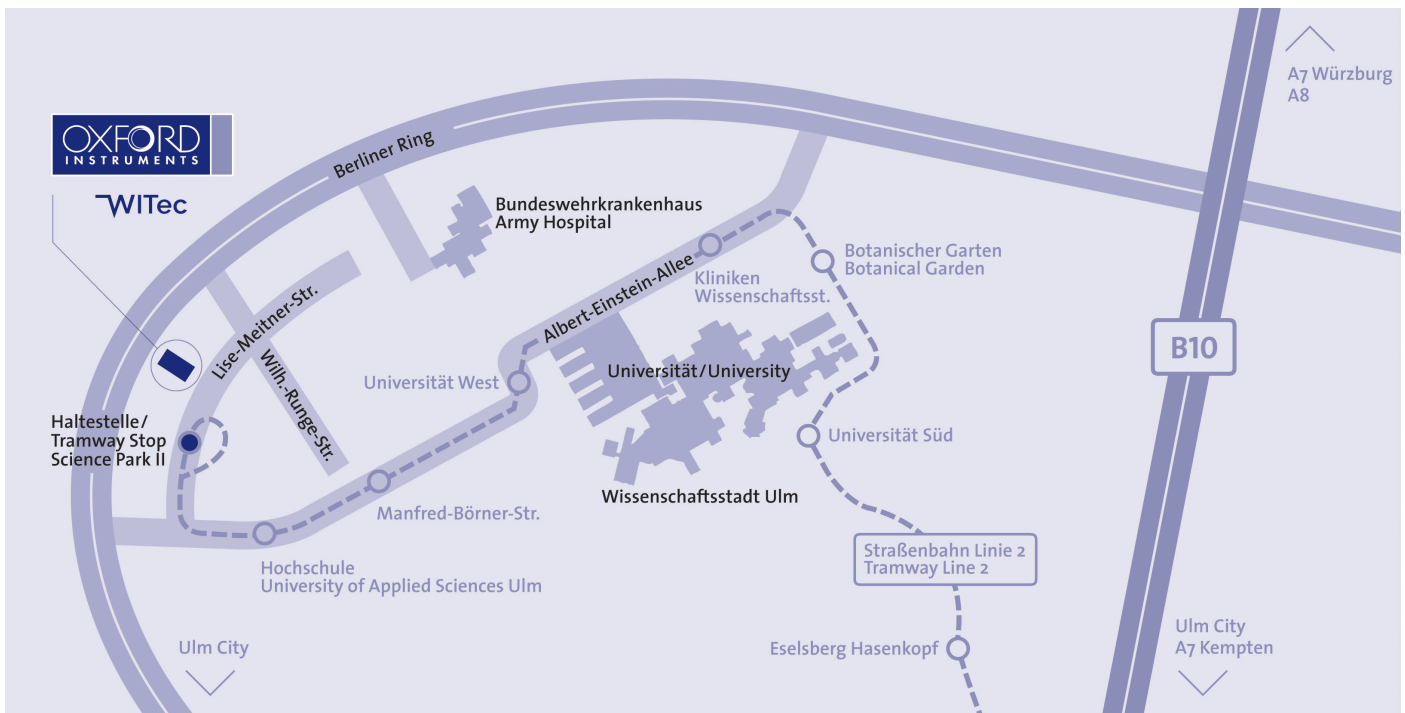 A7 Würzburg
A8
OXFORD
INSTRUMENTS
WITec
Berliner Ring
Bundeswehrkrankenhaus
Army Hospital
Botanischer Garten
Botanical Garden
Kliniken
Wissenschaftsst.
Albert-Einstein-Allee
Lise-Meitner-Str.
Wilh.-Runge-Str.
B10
Universität West
Universität/University
Haltestelle/
Tramway Stop
Science Park II
Universität Süd
Wissenschaftsstadt Ulm
Manfred-Börner-Str.
Straßenbahn Linie 2
Tramway Line 2
Hochschule
University of Applied Sciences Ulm
Ulm City
Eselsberg Hasenkopf
Ulm City
A7 Kempten